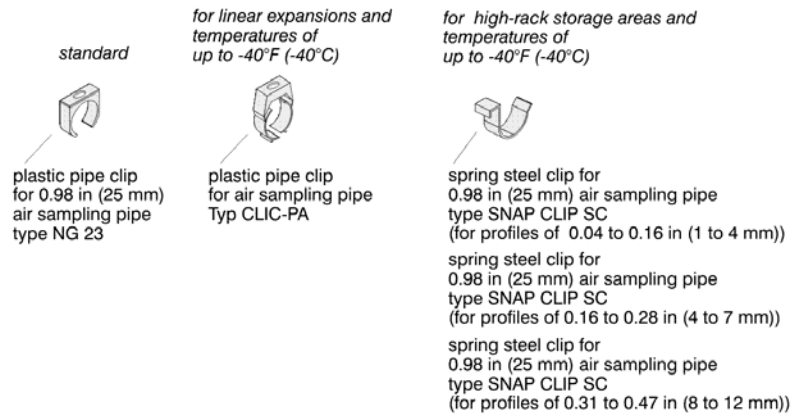 standard
plastic pipe clip
for 0.98 in (25 mm)
air sampling pipe
type NG 23
for linear expansions and
temperatures of
up to -40°F (-40°C)
plastic pipe clip
for air sampling pipe
Typ CLIC-PA
for high-rack storage areas and
temperatures of
up to -40°F (-40°C)
spring steel clip for
0.98 in (25 mm) air sampling pipe
type SNAP CLIP SC
(for profiles of 0.04 to 0.16 in (1 to 4 mm))
spring steel clip for
0.98 in (25 mm) air sampling pipe
type SNAP CLIP SC
(for profiles of 0.16 to 0.28 in (4 to 7 mm))
spring steel clip for
0.98 in (25 mm) air sampling pipe
type SNAP CLIP SC
(for profiles of 0.31 to 0.47 in (8 to 12 mm))